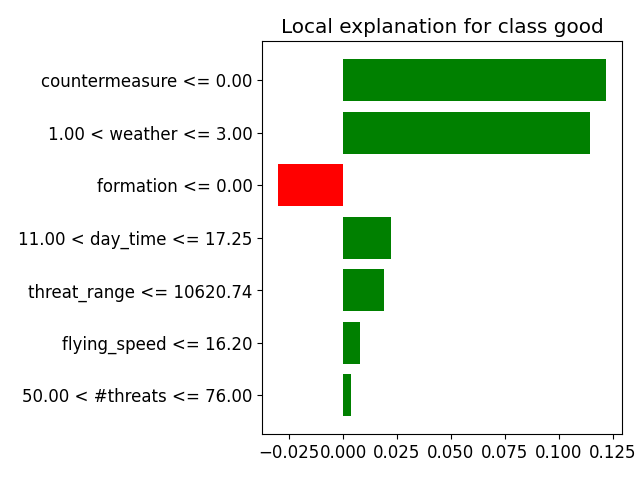 Local explanation for class good
countermeasure <= 0.00
1.00 < weather <= 3.00
formation <= 0.00
11.00 < day_time <= 17.25
threat_range <= 10620.74
flying_speed <= 16.20
50.00 < #threats <= 76.00
−0.025 0.000 0.025 0.050 0.075 0.100 0.125